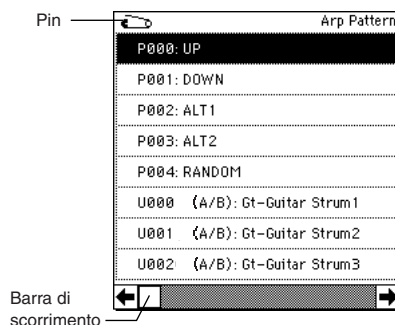 Pin
Arp Pattern
P000: UP
P001: DOWN
P002: ALT1
P003: ALT2
P004: RANDOM
U000 (A/B): Gt-Guitar Strum1
U001 (A/B): Gt-Guitar Strum2
U002 (A/B): Gt-Guitar Strum3
Barra di
scorrimento